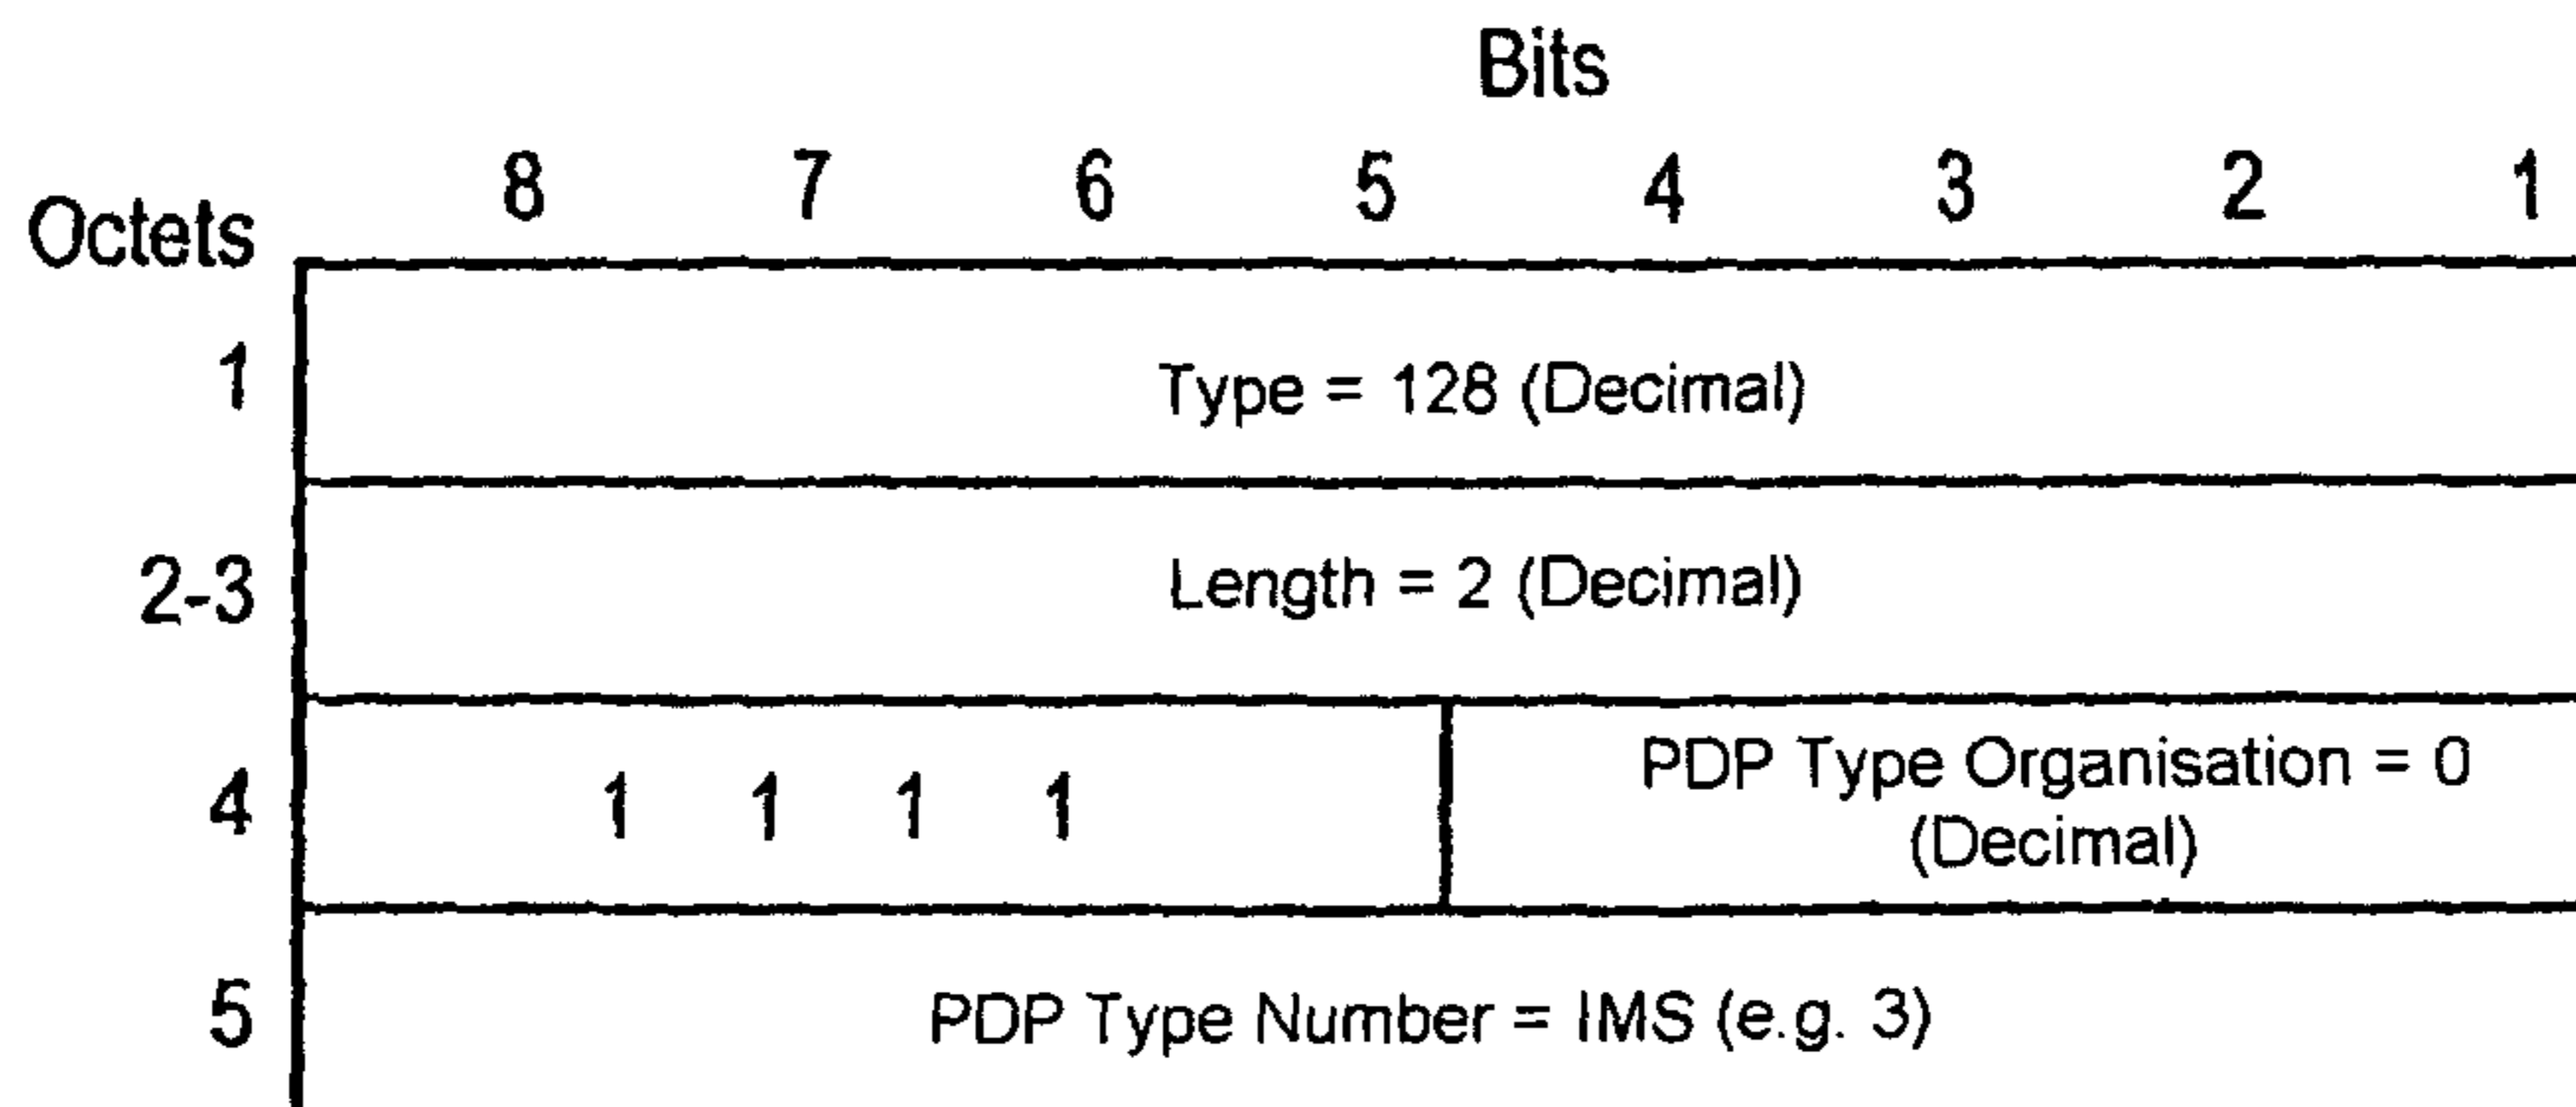 Bits
8 7 6 5 4 3 2 1
Octets
1 Type = 128 (Decimal)
2-3 Length = 2 (Decimal)
4 1 1 1 1 PDP Type Organisation = 0
(Decimal)
5 PDP Type Number = IMS (e.g. 3)